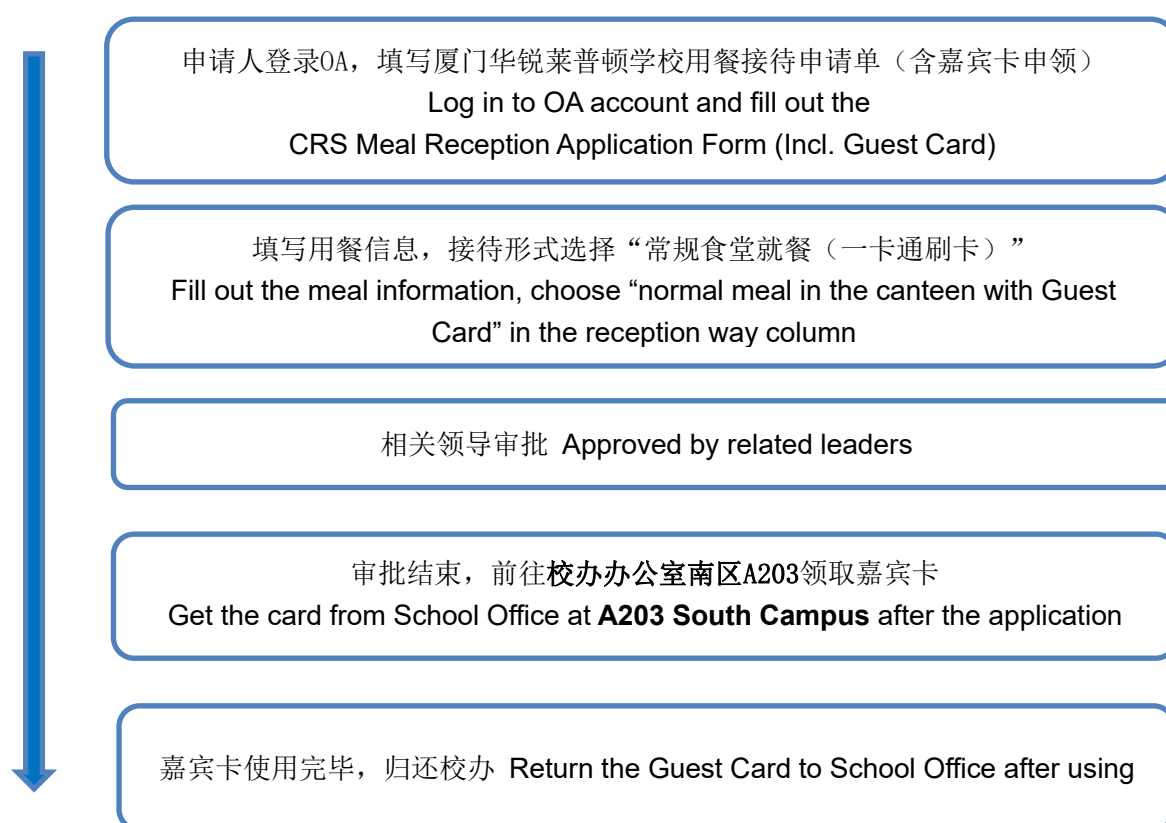 申请人登录OA，填写厦门华锐莱普顿学校用餐接待申请单（含嘉宾卡申领）
Log in to OA account and fill out the
CRS Meal Reception Application Form (Incl. Guest Card)
填写用餐信息，接待形式选择“常规食堂就餐（一卡通刷卡）”
Fill out the meal information, choose “normal meal in the canteen with Guest
Card” in the reception way column
相关领导审批 Approved by related leaders
审批结束，前往校办办公室南区A203领取嘉宾卡
Get the card from School Office at A203 South Campus after the application
嘉宾卡使用完毕，归还校办 Return the Guest Card to School Office after using